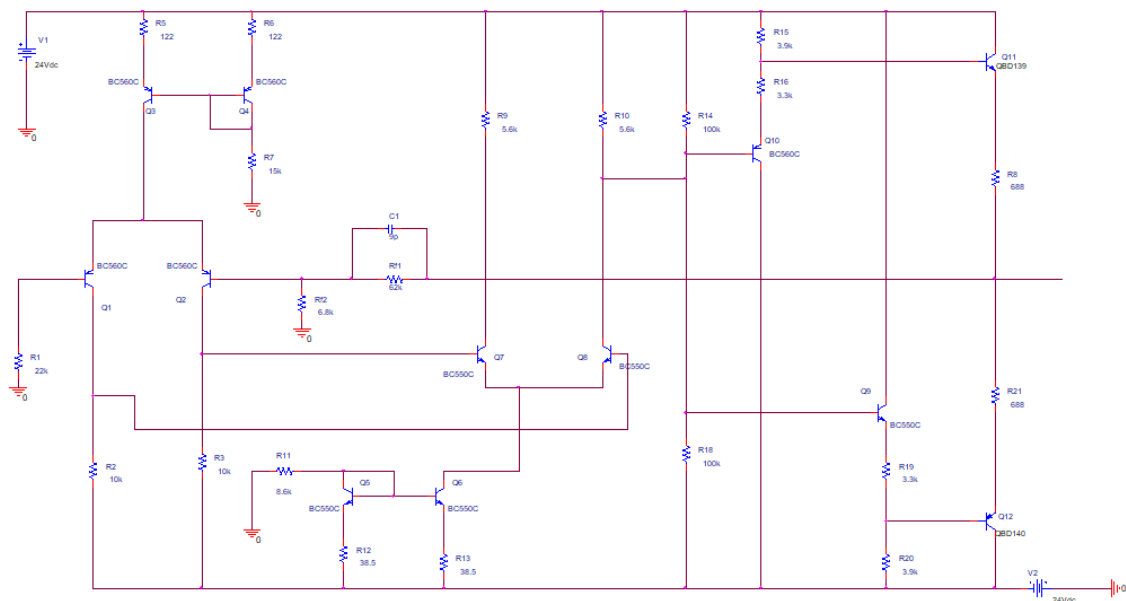 V1
24Vdc
0
R5
122
R6
122
BC560C
Q3
BC560C
Q4
R7
15k
0
R9
5.6k
R10
5.6k
R14
100k
R15
3.9k
R16
3.3k
Q10
BC560C
Q11
QBD139
R8
688
C1
9p
Rf1
62k
Rf2
6.8k
0
BC560C
Q1
BC560C
Q2
R1
22k
0
Q7
BC550C
Q8
BC550C
Q9
BC550C
R21
688
R2
10k
R3
10k
R11
8.6k
0
Q5
BC550C
Q6
BC550C
R12
38.5
R13
38.5
R18
100k
R19
3.3k
R20
3.9k
Q12
QBD140
V2
24Vdc
0